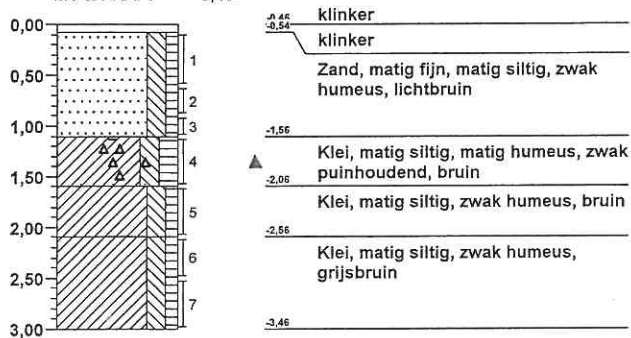 0,00
0,50
1,00
1,50
2,00
2,50
3,00
1
2
3
4
5
6
7
-0,46
klinker
-0,54
klinker
Zand, matig fijn, matig siltig, zwak
humeus, lichtbruin
-1,56
Klei, matig siltig, matig humeus, zwak
puinhoudend, bruin
-2,06
Klei, matig siltig, zwak humeus, bruin
-2,56
Klei, matig siltig, zwak humeus,
grijsbruin
-3,46